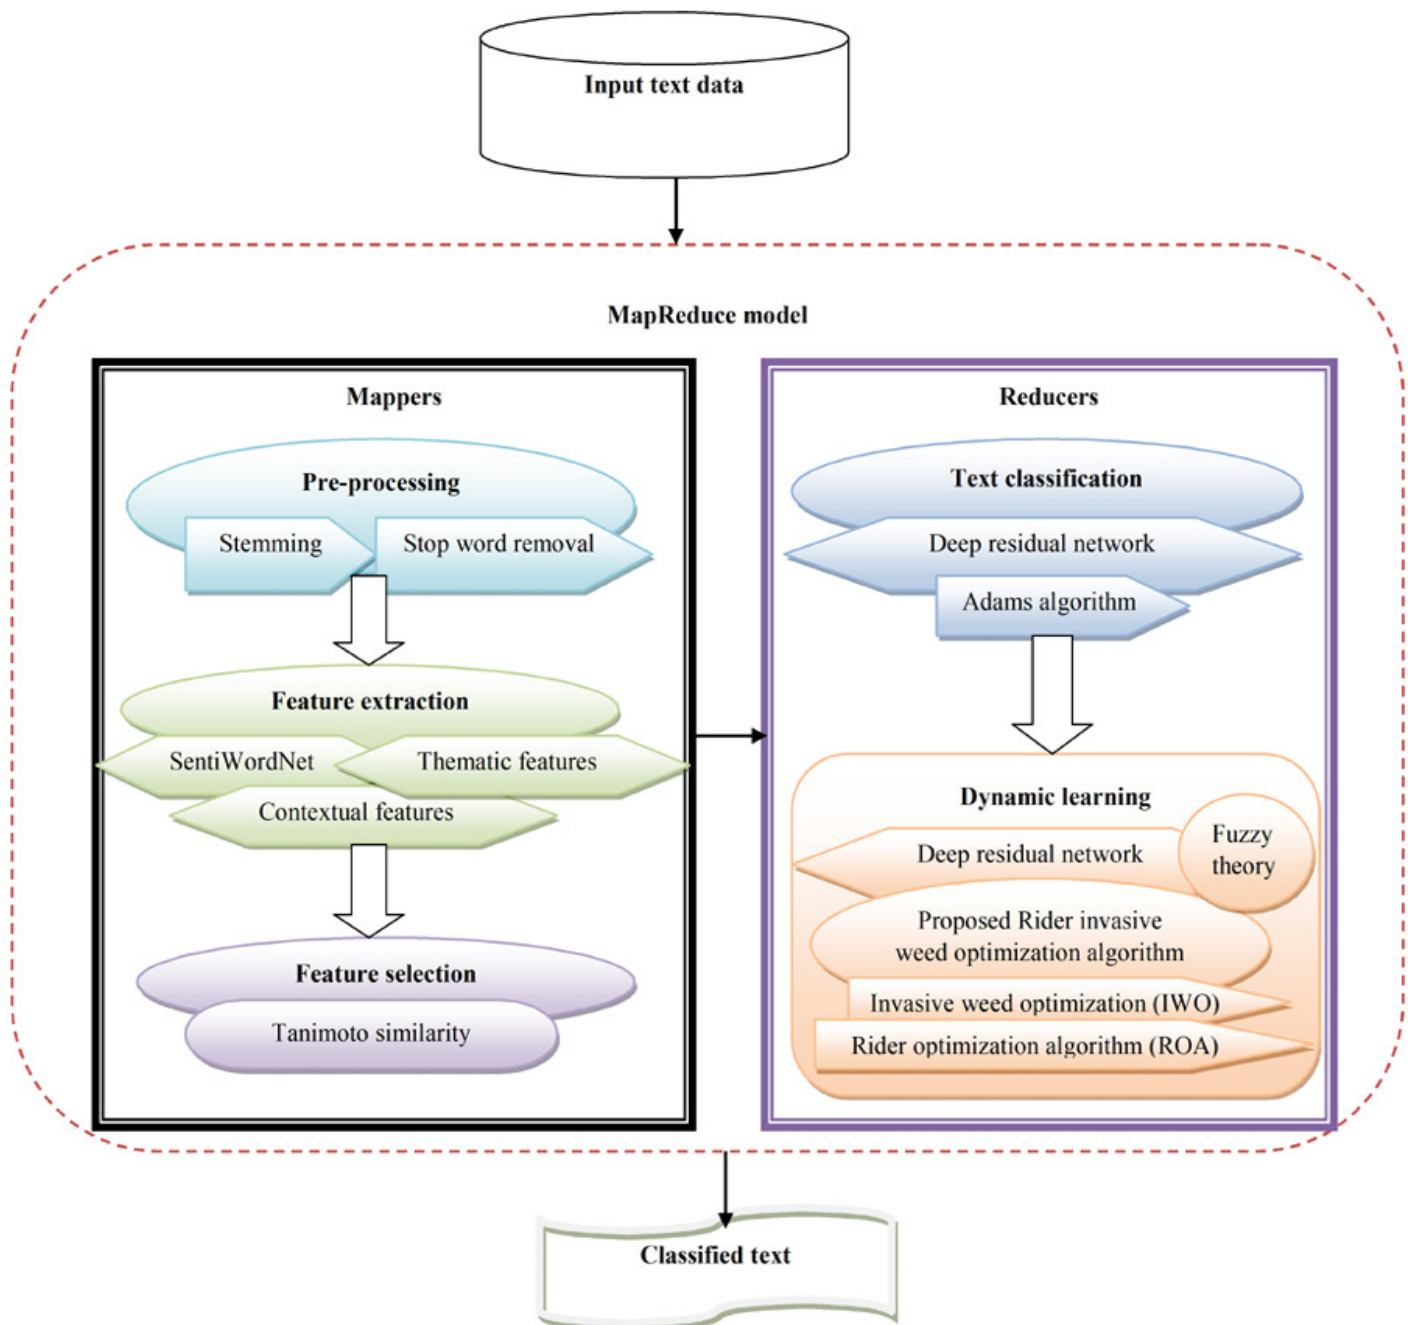 Input text data
MapReduce model
Mappers
Pre-processing
Stemming
Stop word removal
Feature extraction
SentiWordNet
Thematic features
Contextual features
Feature selection
Tanimoto similarity
Reducers
Text classification
Deep residual network
Adams algorithm
Dynamic learning
Fuzzy
theory
Deep residual network
Proposed Rider invasive
weed optimization algorithm
Invasive weed optimization (IWO)
Rider optimization algorithm (ROA)
Classified text